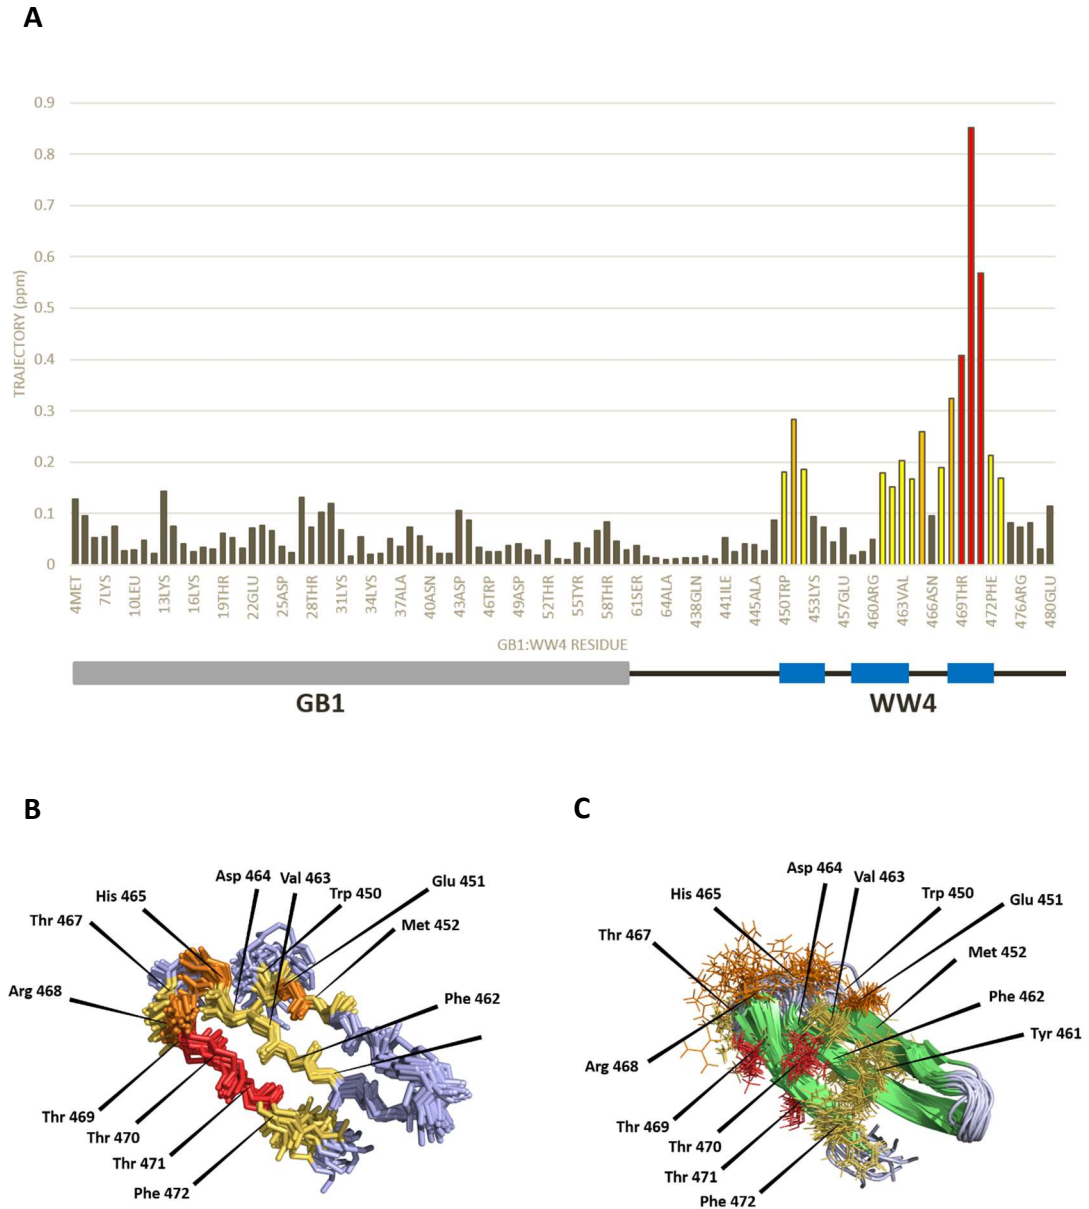 A
0.9
0.8
0.7
0.6
0.5
0.4
0.3
0.2
0.1
0
TRAJECTORY (ppm)
4MET
7LYS
10LEU
13LYS
16LYS
19THR
22GLU
25ASP
28THR
31LYS
34LYS
37ALA
40ASN
43ASP
46TRP
49ASP
52THR
55TYR
58THR
61SER
64ALA
438GLN
441ILE
445ALA
450TRP
453LYS
457GLU
460ARG
463VAL
466ASN
469THR
472PHE
476ARG
480GLU
GB1:WW4 RESIDUE
GB1
WW4
B
Asp 464
Val 463
Glu 451
His 465
Trp 450
Thr 467
Met 452
Arg 468
Phe 462
Thr 469
Thr 470
Thr 471
Phe 472
C
Asp 464
Val 463
His 465
Trp 450
Glu 451
Thr 467
Met 452
Phe 462
Tyr 461
Arg 468
Thr 469
Thr 470
Thr 471
Phe 472